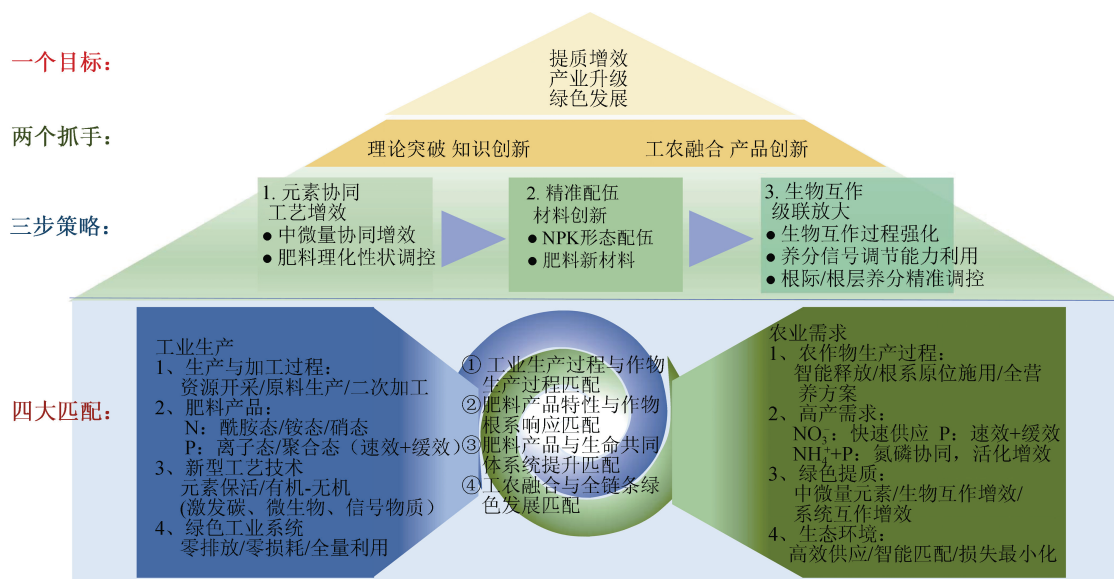 一个目标：
提质增效
产业升级
绿色发展
两个抓手：
理论突破 知识创新
工农融合 产品创新
三步策略：
1. 元素协同
工艺增效
● 中微量协同增效
● 肥料理化性状调控
2. 精准配伍
材料创新
● NPK形态配伍
● 肥料新材料
3. 生物互作
级联放大
● 生物互作过程强化
● 养分信号调节能力利用
● 根际/根层养分精准调控
四大匹配：
工业生产
1、生产与加工过程：
资源开采/原料生产/二次加工
2、肥料产品：
N：酰胺态/铵态/硝态
P：离子态/聚合态（速效+缓效）
3、新型工艺技术
元素保活/有机-无机
(激发碳、微生物、信号物质）
4、绿色工业系统
零排放/零损耗/全量利用
① 工业生产过程与作物
生产过程匹配
②肥料产品特性与作物
根系响应匹配
③肥料产品与生命共同
体系统提升匹配
④工农融合与全链条绿
色发展匹配
农业需求
1、农作物生产过程：
智能释放/根系原位施用/全营
养方案
2、高产需求：
NO₃⁻：快速供应 P：速效+缓效
NH₄⁺+P：氮磷协同，活化增效
3、绿色提质：
中微量元素/生物互作增效/
系统互作增效
4、生态环境：
高效供应/智能匹配/损失最小化